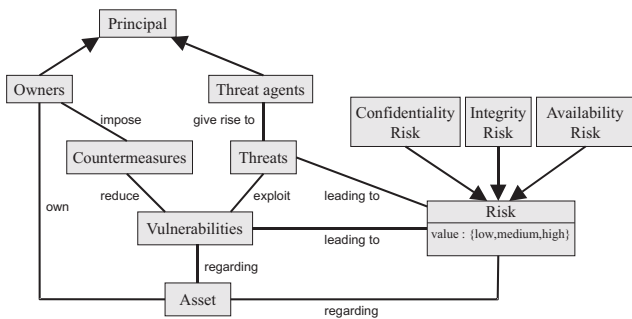 Principal
Owners
Threat agents
impose
give rise to
Confidentiality
Risk
Integrity
Risk
Availability
Risk
Countermeasures
Threats
reduce
exploit
leading to
own
Risk
value : {low,medium,high}
Vulnerabilities
leading to
regarding
Asset
regarding